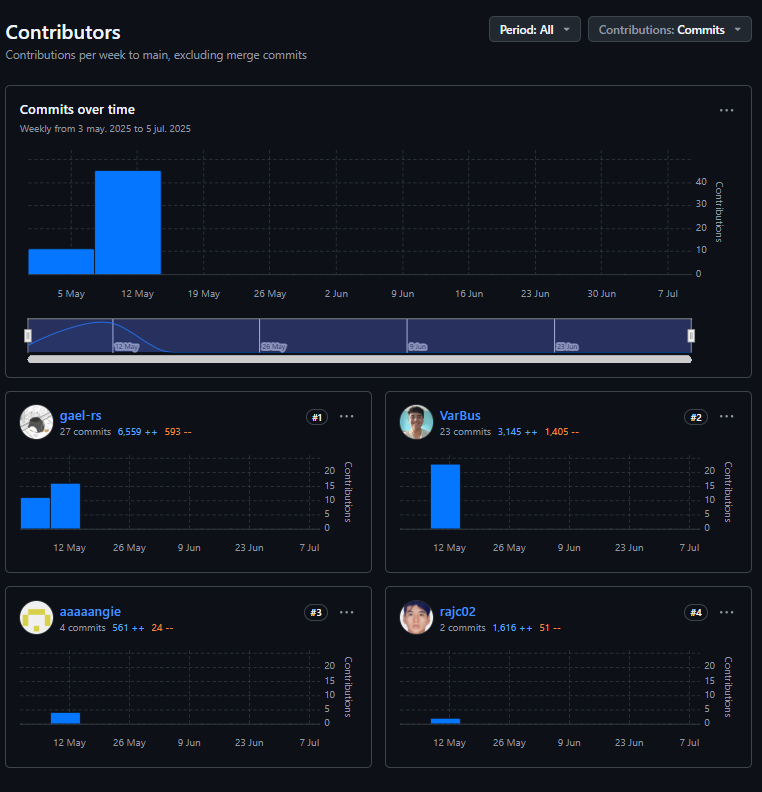 Contributors
Period: All
Contributions: Commits
Contributions per week to main, excluding merge commits
Commits over time
Weekly from 3 may. 2025 to 5 jul. 2025
40
30
20
10
0
Contributions
5 May 12 May 19 May 26 May 2 Jun 9 Jun 16 Jun 23 Jun 30 Jun 7 Jul
12 May 26 May 9 Jun 23 Jun
gael-rs
#1
27 commits 6,559 ++ 593 --
20
15
10
5
0
Contributions
12 May 26 May 9 Jun 23 Jun 7 Jul
VarBus
#2
23 commits 3,145 ++ 1,405 --
20
15
10
5
0
Contributions
12 May 26 May 9 Jun 23 Jun 7 Jul
aaaaangie
#3
4 commits 561 ++ 24 --
20
15
10
5
0
Contributions
12 May 26 May 9 Jun 23 Jun 7 Jul
rajc02
#4
2 commits 1,616 ++ 51 --
20
15
10
5
0
Contributions
12 May 26 May 9 Jun 23 Jun 7 Jul